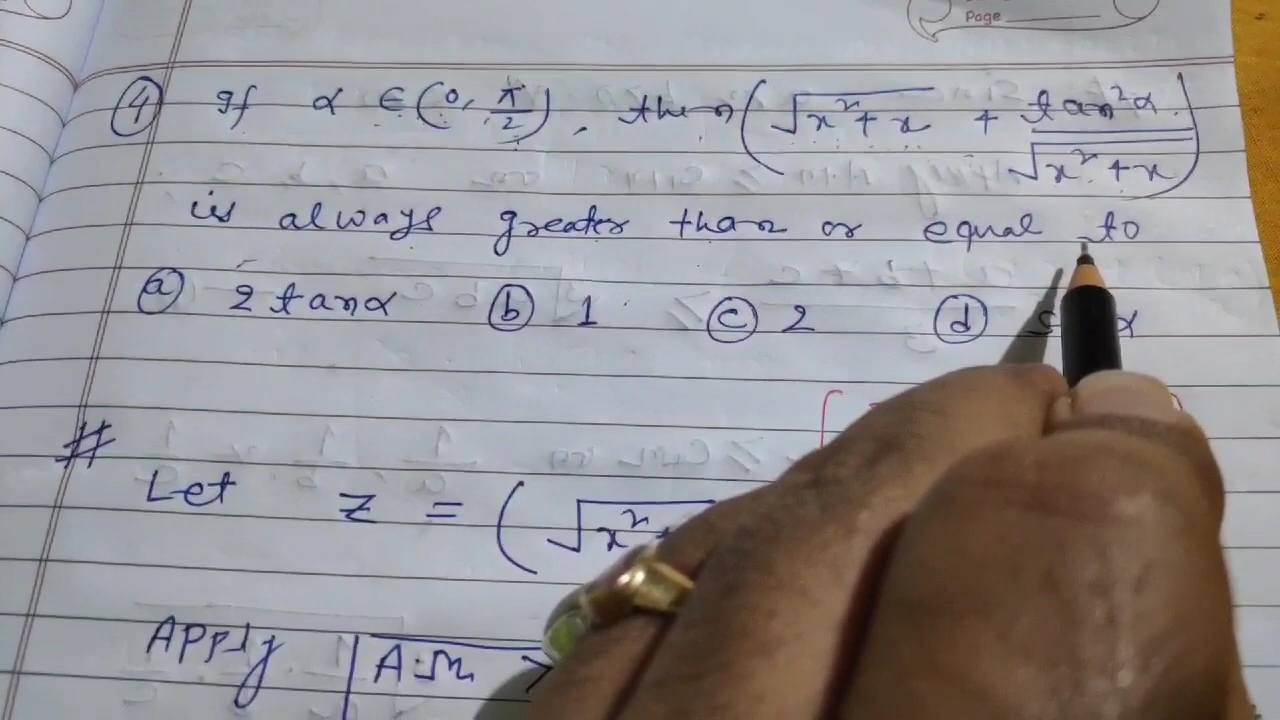 Page
④ If α ∈ (0, π/2), then (√(x²+x) + tan²α/√(x²+x))
is always greater than or equal to
ⓐ 2 tanα ⓑ 1 ⓒ 2 ⓓ
#
Let z = (√x²
Apply A.M >